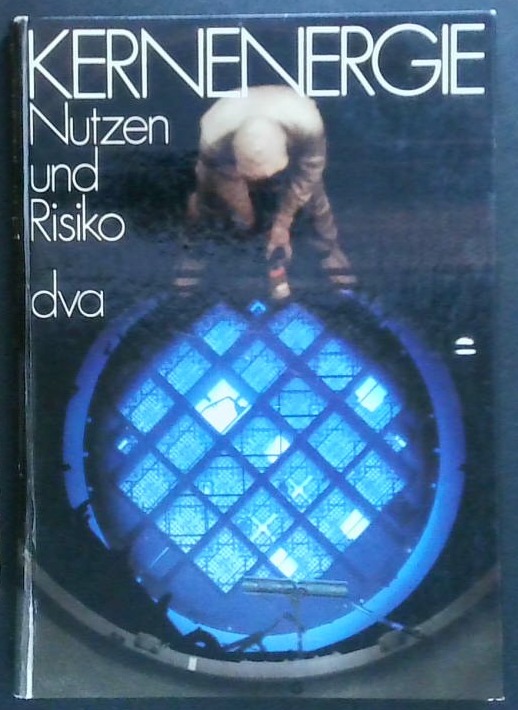 KERNENERGIE
Nutzen
und
Risiko
dva